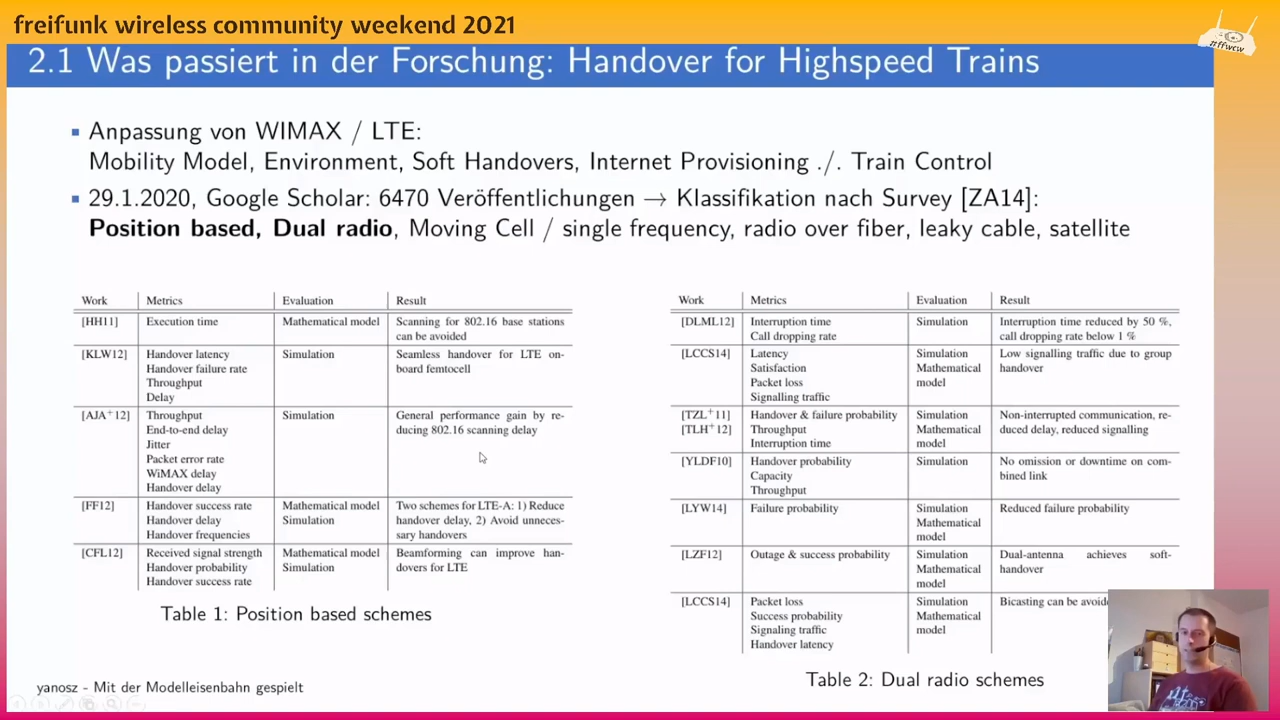 freifunk wireless community weekend 2021
#ffwcw
2.1 Was passiert in der Forschung: Handover for Highspeed Trains
Anpassung von WIMAX / LTE:
Mobility Model, Environment, Soft Handovers, Internet Provisioning ./. Train Control
29.1.2020, Google Scholar: 6470 Veröffentlichungen → Klassifikation nach Survey [ZA14]:
Position based, Dual radio, Moving Cell / single frequency, radio over fiber, leaky cable, satellite
Work Metrics Evaluation Result
[HH11] Execution time Mathematical model Scanning for 802.16 base stations
can be avoided
[KLW12] Handover latency Simulation Seamless handover for LTE on-
Handover failure rate board femtocell
Throughput
Delay
[AJA+12] Throughput Simulation General performance gain by re-
End-to-end delay ducing 802.16 scanning delay
Jitter
Packet error rate
WiMAX delay
Handover delay
[FF12] Handover success rate Mathematical model Two schemes for LTE-A: 1) Reduce
Handover delay Simulation handover delay, 2) Avoid unneces-
Handover frequencies sary handovers
[CFL12] Received signal strength Mathematical model Beamforming can improve han-
Handover probability Simulation dovers for LTE
Handover success rate
Table 1: Position based schemes
Work Metrics Evaluation Result
[DLML12] Interruption time Simulation Interruption time reduced by 50 %,
Call dropping rate call dropping rate below 1 %
[LCCS14] Latency Simulation Low signalling traffic due to group
Satisfaction Mathematical handover
Packet loss model
Signalling traffic
[TZL+11] Handover & failure probability Simulation Non-interrupted communication, re-
[TLH+12] Throughput Mathematical duced delay, reduced signalling
Interruption time model
[YLDF10] Handover probability Simulation No omission or downtime on com-
Capacity bined link
Throughput
[LYW14] Failure probability Simulation Reduced failure probability
Mathematical
model
[LZF12] Outage & success probability Simulation Dual-antenna achieves soft-
Mathematical handover
model
[LCCS14] Packet loss Simulation Bicasting can be
Success probability Mathematical
Signaling traffic model
Handover latency
Table 2: Dual radio schemes
yanosz - Mit der Modelleisenbahn gespielt